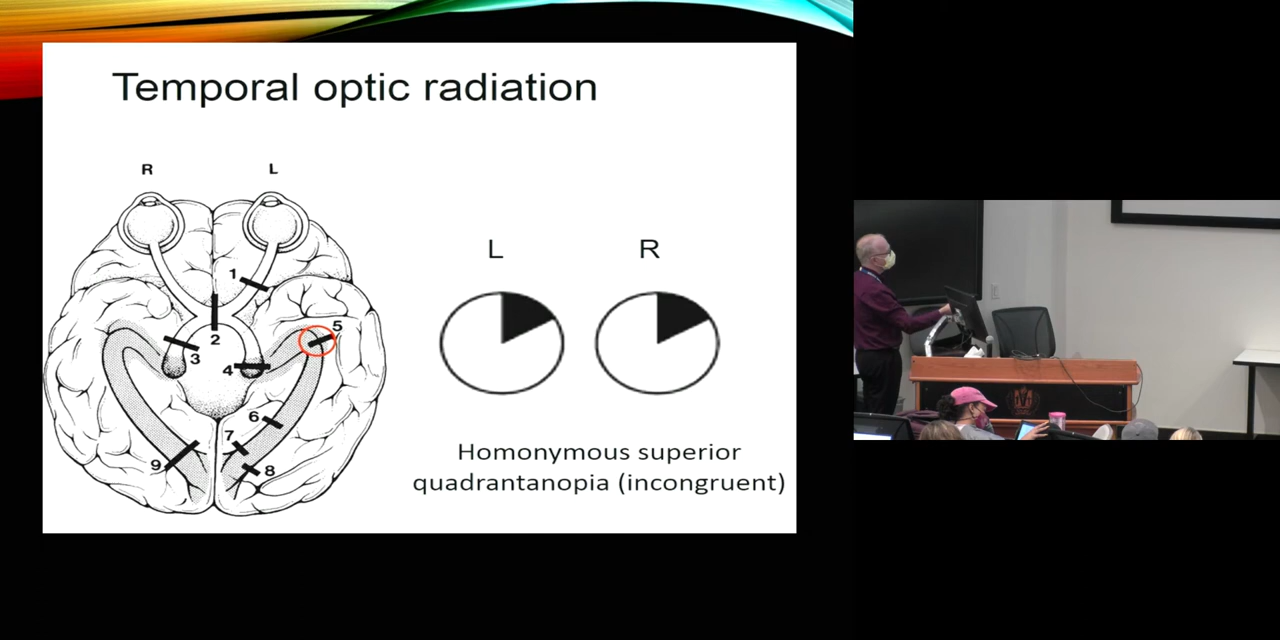 Temporal optic radiation
R L
1
2
3
4
5
6
7
8
9
L R
Homonymous superior
quadrantanopia (incongruent)